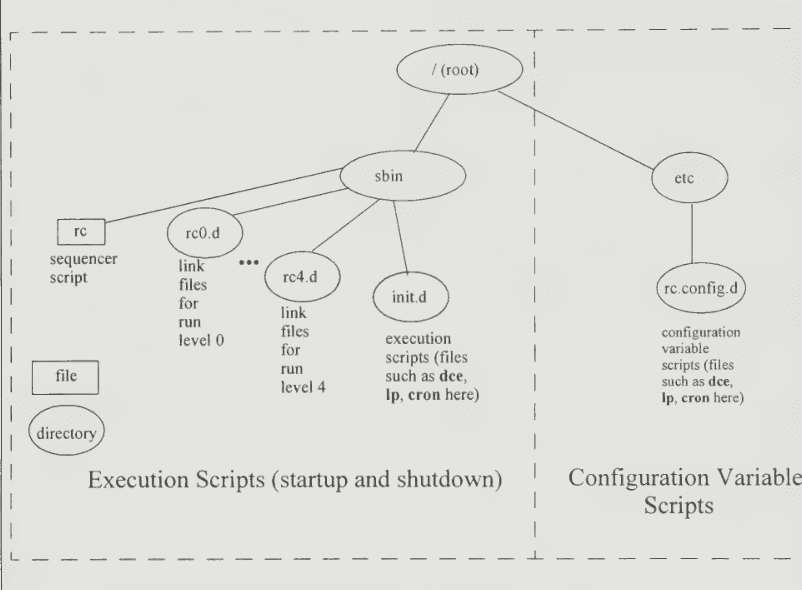 / (root)
sbin
etc
rc
sequencer
script
rc0.d
link
files
for
run
level 0
•••
rc4.d
link
files
for
run
level 4
init.d
execution
scripts (files
such as dce,
lp, cron here)
rc.config.d
configuration
variable
scripts (files
such as dce,
lp, cron here)
file
directory
Execution Scripts (startup and shutdown)
Configuration Variable
Scripts